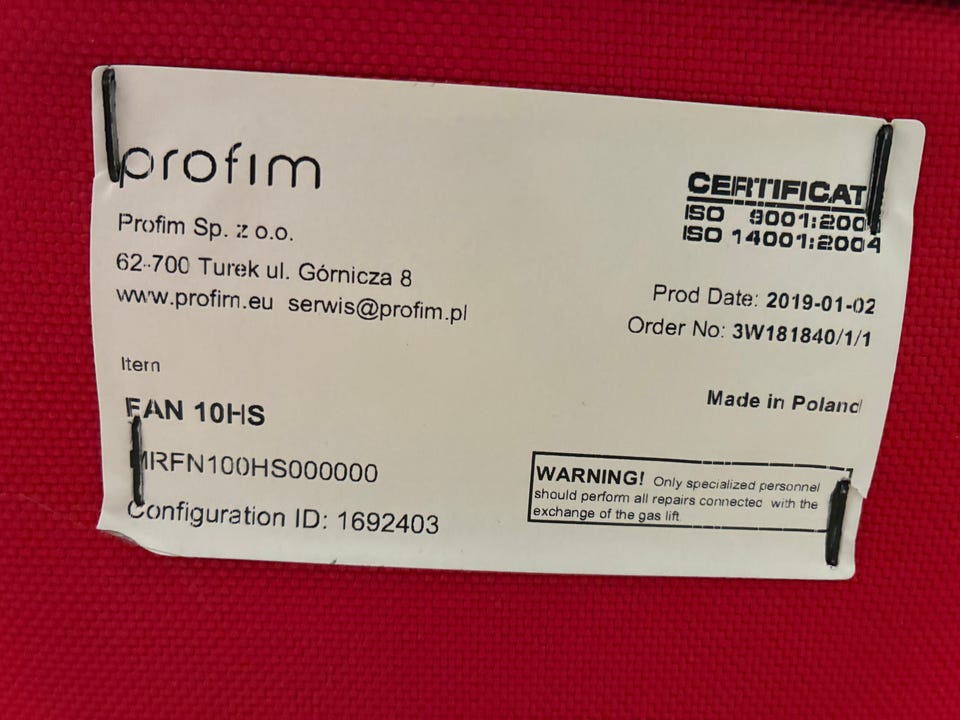 profim
Profim Sp. z o.o.
62-700 Turek ul. Górnicza 8
www.profim.eu serwis@profim.pl
Item
FAN 10HS
MRFN100HS000000
Configuration ID: 1692403
CERTIFICAT
ISO 9001:200
ISO 14001:2004
Prod Date: 2019-01-02
Order No: 3W181840/1/1
Made in Poland
WARNING! Only specialized personnel
should perform all repairs connected with the
exchange of the gas lift